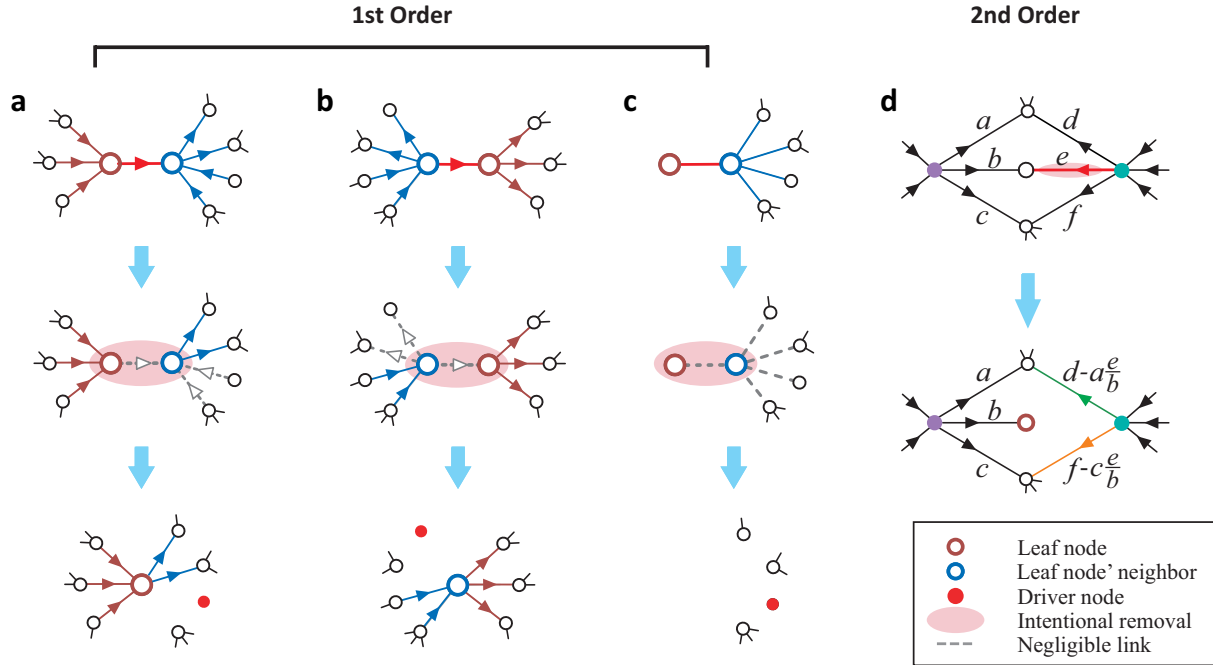 1st Order
2nd Order
a
b
c
d
a
d
b
e
c
f
a
d-a e/b
b
c
f-c e/b
Leaf node
Leaf node' neighbor
Driver node
Intentional removal
Negligible link